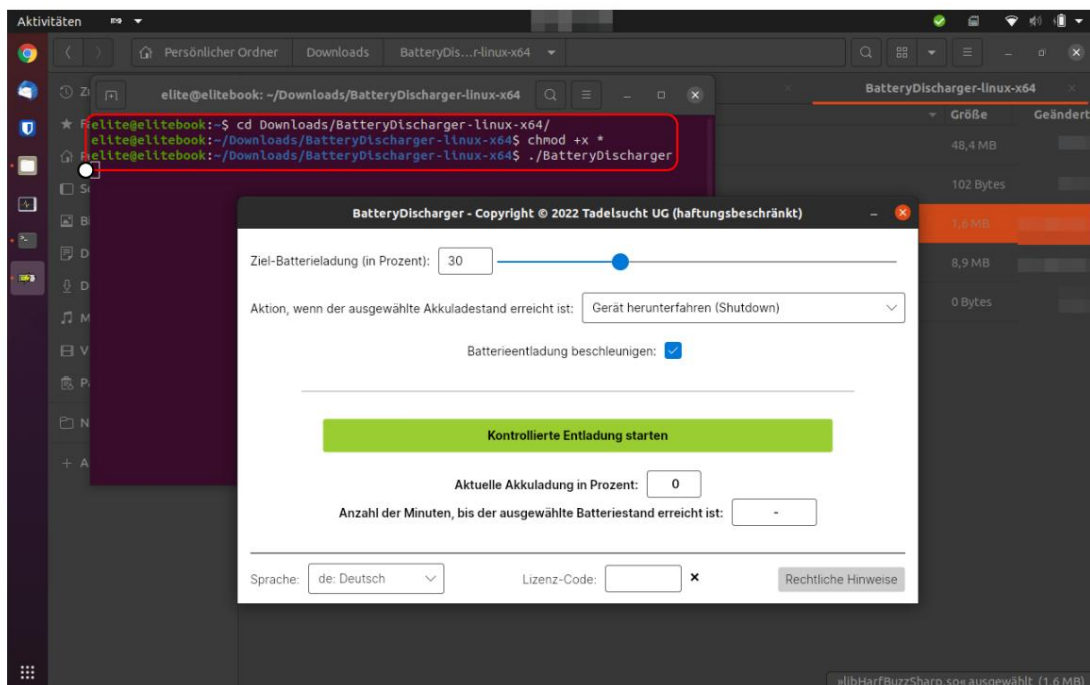 Aktivitäten
Persönlicher Ordner
Downloads
BatteryDis...r-linux-x64
elite@elitebook: ~/Downloads/BatteryDischarger-linux-x64
BatteryDischarger-linux-x64
Größe
Geändert
48,4 MB
102 Bytes
1,6 MB
8,9 MB
0 Bytes
elite@elitebook:~$ cd Downloads/BatteryDischarger-linux-x64/
elite@elitebook:~/Downloads/BatteryDischarger-linux-x64$ chmod +x *
elite@elitebook:~/Downloads/BatteryDischarger-linux-x64$ ./BatteryDischarger
BatteryDischarger - Copyright © 2022 Tadelsucht UG (haftungsbeschränkt)
Ziel-Batterieladung (in Prozent): 30
Aktion, wenn der ausgewählte Akkuladestand erreicht ist: Gerät herunterfahren (Shutdown)
Batterieentladung beschleunigen:
Kontrollierte Entladung starten
Aktuelle Akkuladung in Prozent: 0
Anzahl der Minuten, bis der ausgewählte Batteriestand erreicht ist: -
Sprache: de: Deutsch
Lizenz-Code:
Rechtliche Hinweise
»libHarfBuzzSharp.so« ausgewählt (1,6 MB)